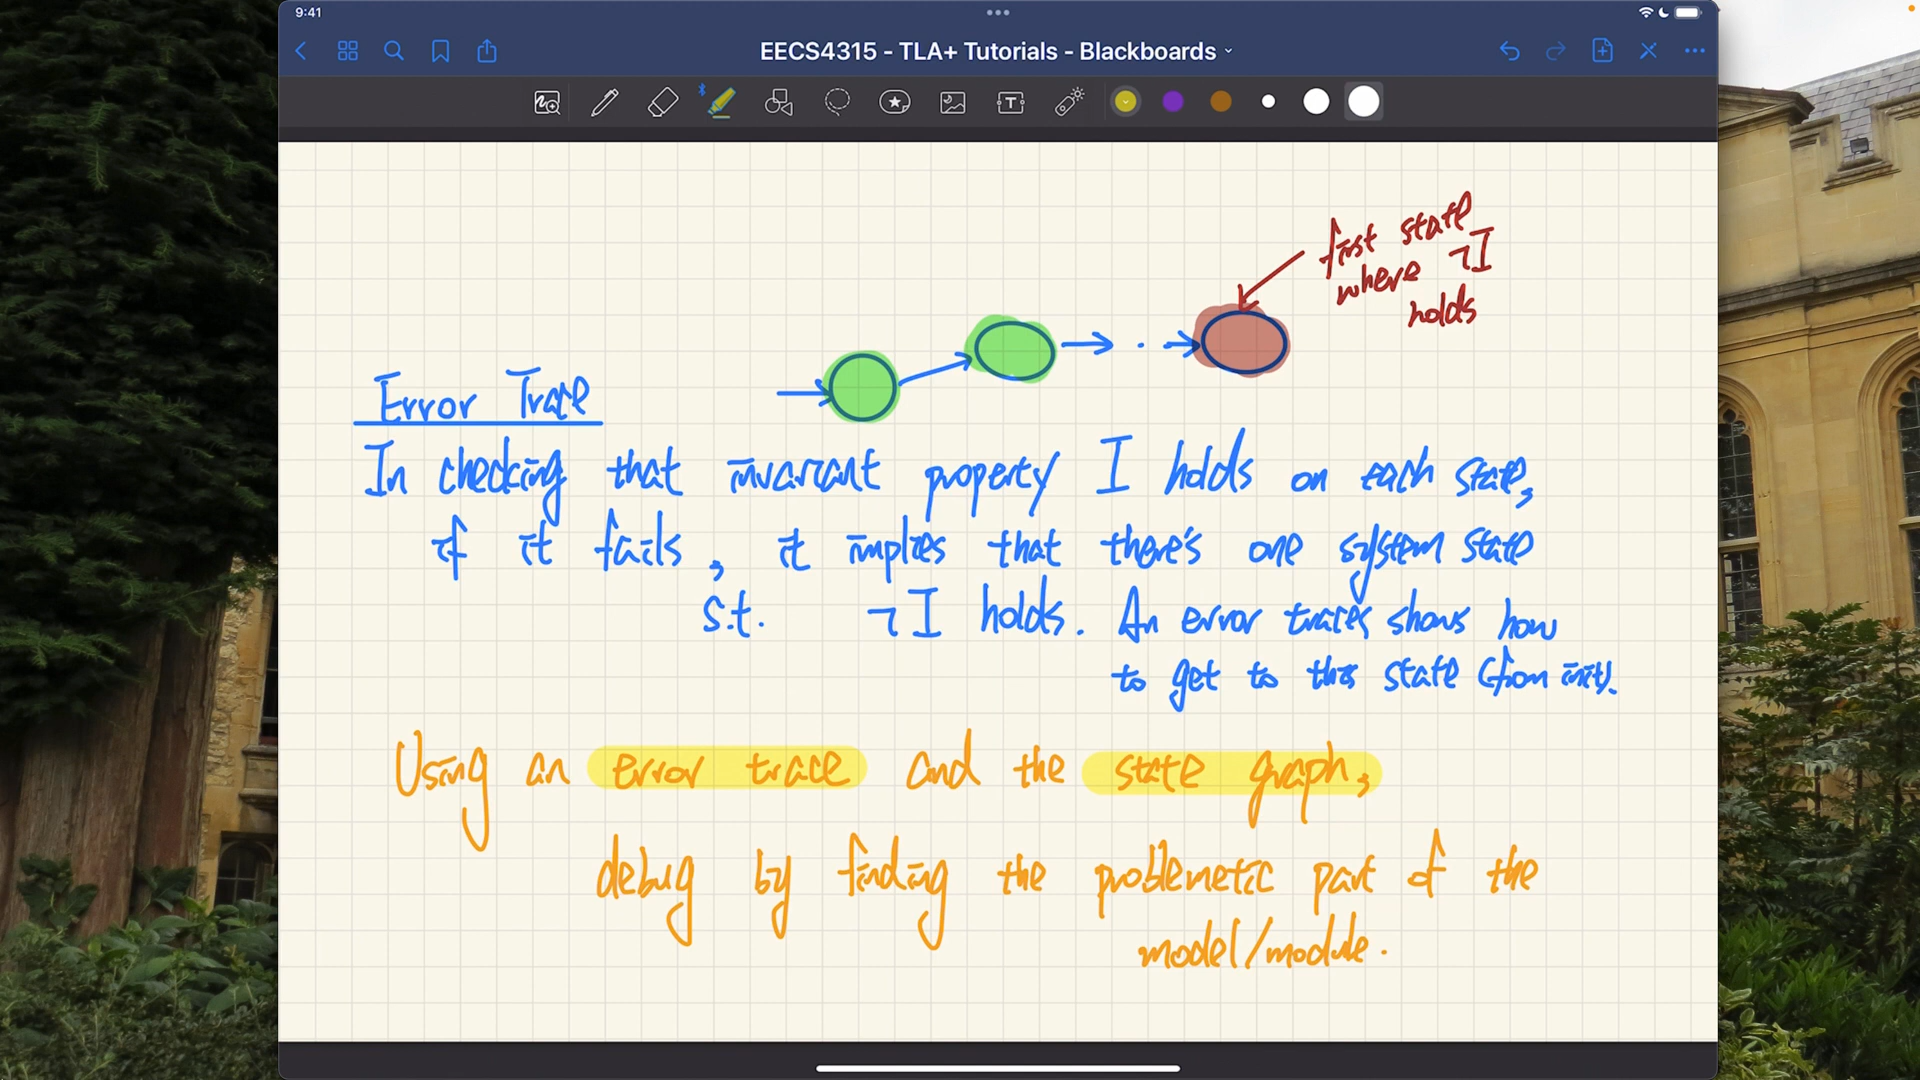 9:41
EECS4315 - TLA+ Tutorials - Blackboards
first state
where ¬I
holds
Error Trace
In checking that invariant property I holds on each state,
if it fails, it implies that there's one system state
s.t. ¬I holds. An error traces shows how
to get to this state (from init).
Using an error trace and the state graph,
debug by finding the problemetic part of the
model/module.